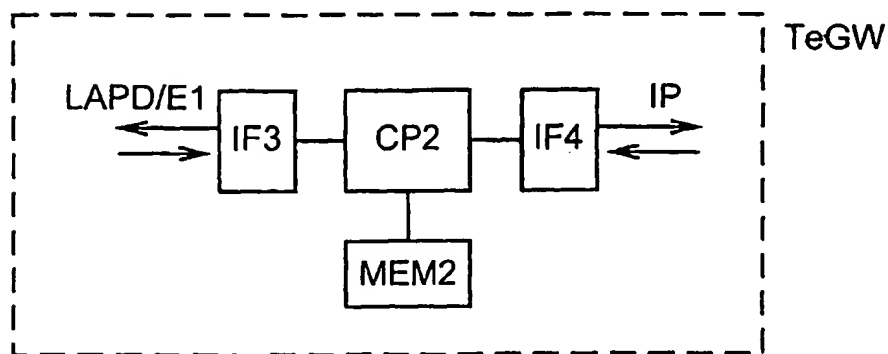 TeGW
LAPD/E1
IP
IF3
CP2
IF4
MEM2